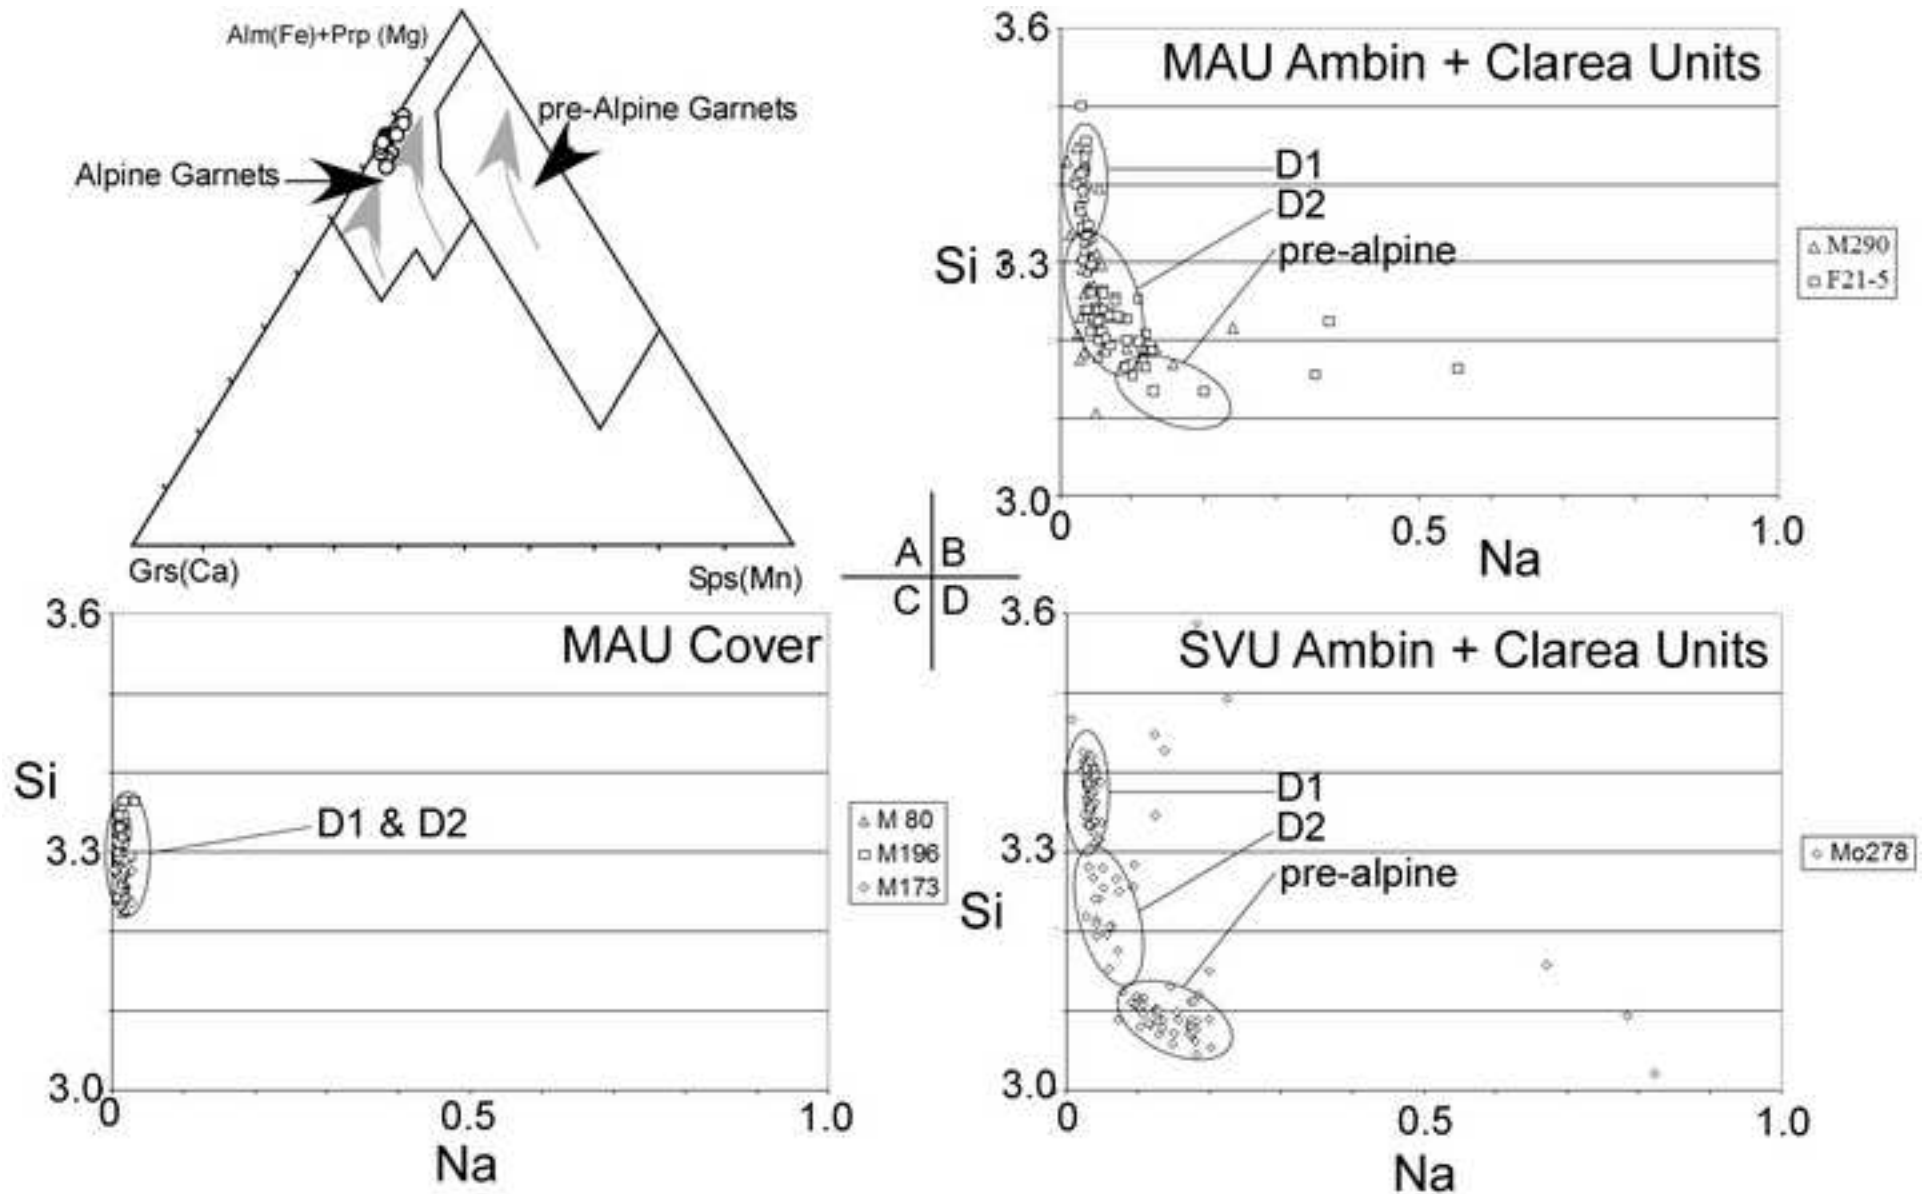 Alm(Fe)+Prp (Mg)
pre-Alpine Garnets
Alpine Garnets
Grs(Ca)
Sps(Mn)
A B
C D
MAU Ambin + Clarea Units
3.6
D1
D2
pre-alpine
Si
3.3
3.0
0
0.5
1.0
Na
M290
F21-5
MAU Cover
3.6
Si
D1 & D2
3.3
3.0
0
0.5
1.0
Na
M 80
M196
M173
SVU Ambin + Clarea Units
3.6
D1
D2
pre-alpine
3.3
Si
3.0
0
0.5
1.0
Na
Mo278